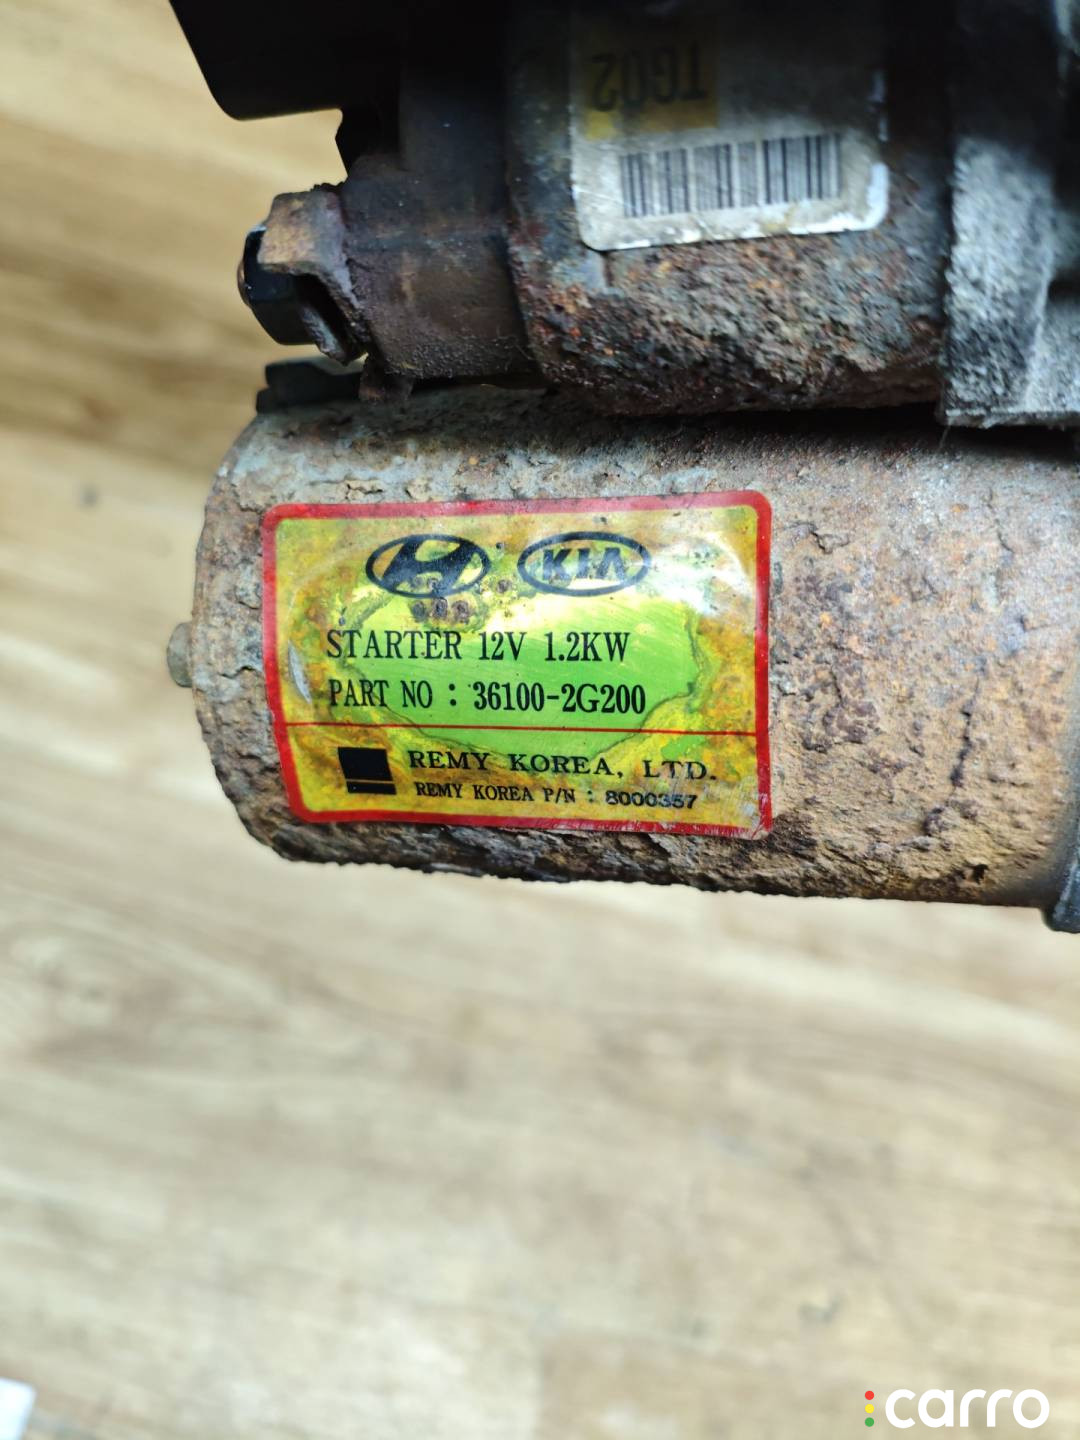 TG02
KIA
STARTER 12V 1.2KW
PART NO : 36100-2G200
REMY KOREA, LTD.
REMY KOREA P/N : 8000357
carro